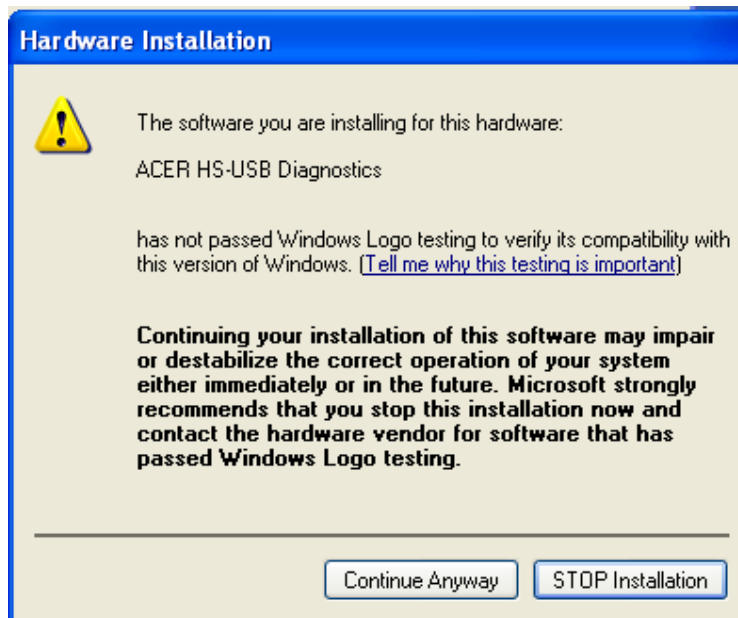 Hardware Installation
The software you are installing for this hardware:
ACER HS-USB Diagnostics
has not passed Windows Logo testing to verify its compatibility with
this version of Windows. (Tell me why this testing is important)
Continuing your installation of this software may impair
or destabilize the correct operation of your system
either immediately or in the future. Microsoft strongly
recommends that you stop this installation now and
contact the hardware vendor for software that has
passed Windows Logo testing.
Continue Anyway
STOP Installation